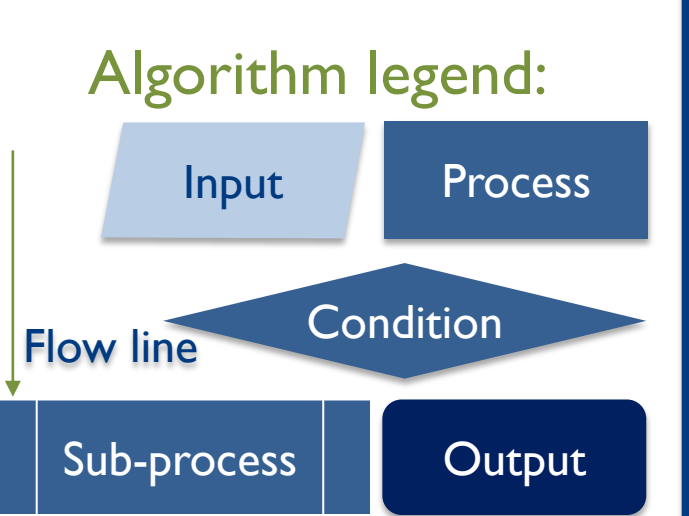 Algorithm legend:
Input
Process
Condition
Flow line
Sub-process
Output